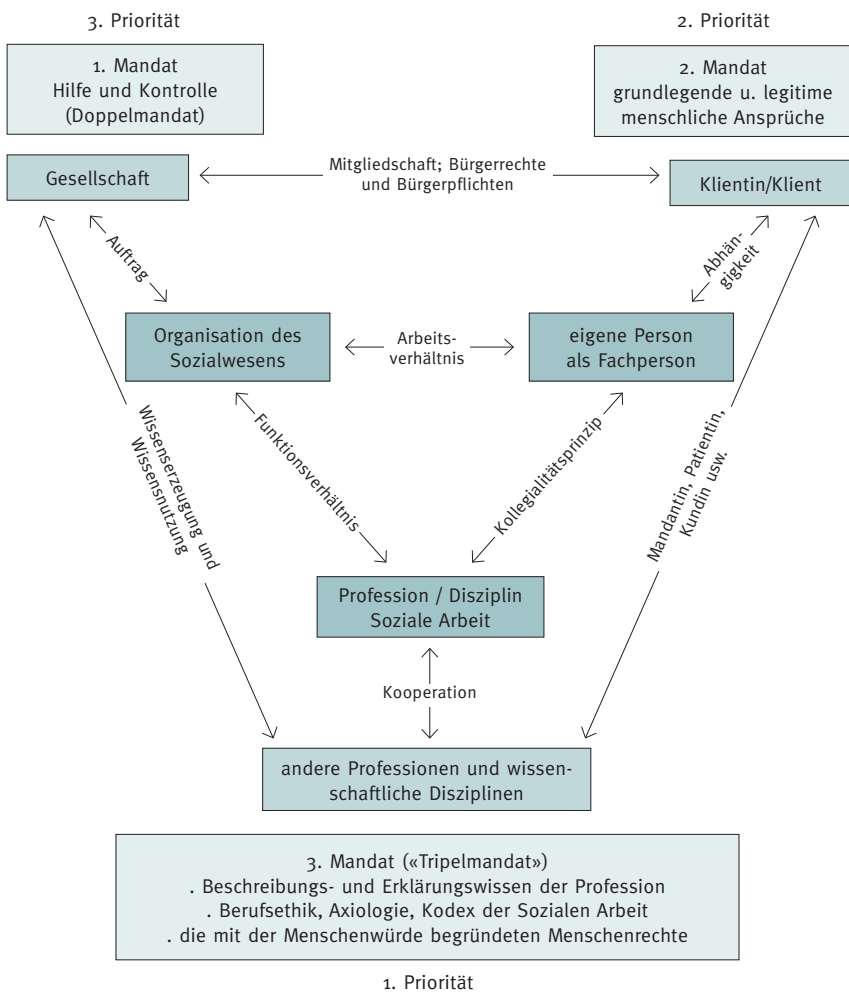 3. Priorität
2. Priorität
1. Mandat
Hilfe und Kontrolle
(Doppelmandat)
2. Mandat
grundlegende u. legitime
menschliche Ansprüche
Gesellschaft
Mitgliedschaft; Bürgerrechte
und Bürgerpflichten
Klientin/Klient
Auftrag
Abhän-
gigkeit
Organisation des
Sozialwesens
Arbeits-
verhältnis
eigene Person
als Fachperson
Wissenserzeugung und
Wissensnutzung
Funktionsverhältnis
Kollegialitätsprinzip
Mandantin, Patientin,
Kundin usw.
Profession / Disziplin
Soziale Arbeit
Kooperation
andere Professionen und wissen-
schaftliche Disziplinen
3. Mandat («Tripelmandat»)
. Beschreibungs- und Erklärungswissen der Profession
. Berufsethik, Axiologie, Kodex der Sozialen Arbeit
. die mit der Menschenwürde begründeten Menschenrechte
1. Priorität